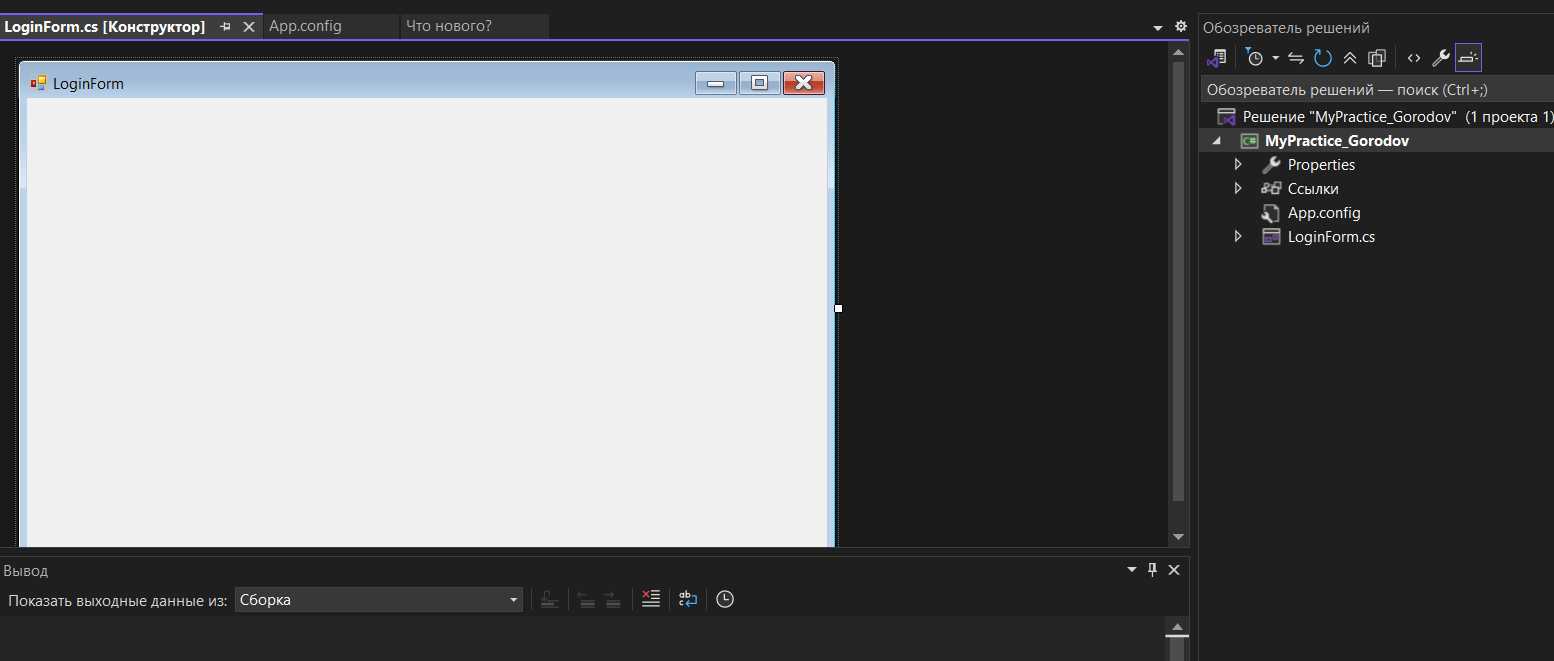 LoginForm.cs [Конструктор]
App.config
Что нового?
LoginForm
Вывод
Показать выходные данные из:
Сборка
Обозреватель решений
Обозреватель решений — поиск (Ctrl+;)
Решение "MyPractice_Gorodov" (1 проекта 1)
C# MyPractice_Gorodov
Properties
Ссылки
App.config
LoginForm.cs